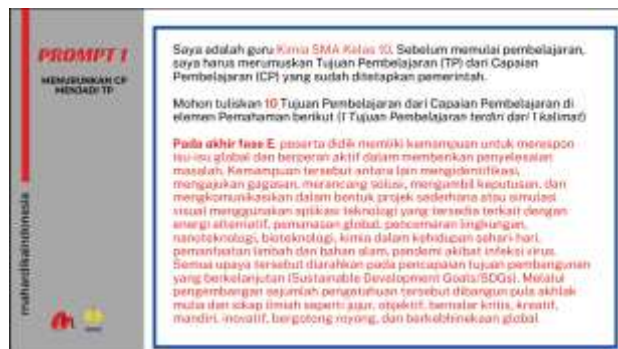 PROMPT 1
MENURUNKAN CP
MENJADI TP
mahardikaindonesia
Saya adalah guru Kimia SMA Kelas 10. Sebelum memulai pembelajaran,
saya harus merumuskan Tujuan Pembelajaran (TP) dari Capaian
Pembelajaran (CP) yang sudah ditetapkan pemerintah.
Mohon tuliskan 10 Tujuan Pembelajaran dari Capaian Pembelajaran di
elemen Pemahaman berikut (1 Tujuan Pembelajaran terdiri dari 1 kalimat)
Pada akhir fase E, peserta didik memiliki kemampuan untuk merespon
isu-isu global dan berperan aktif dalam memberikan penyelesaian
masalah. Kemampuan tersebut antara lain mengidentifikasi,
mengajukan gagasan, merancang solusi, mengambil keputusan, dan
mengkomunikasikan dalam bentuk projek sederhana atau simulasi
visual menggunakan aplikasi teknologi yang tersedia terkait dengan
energi alternatif, pemanasan global, pencemaran lingkungan,
nanoteknologi, bioteknologi, kimia dalam kehidupan sehari-hari,
pemanfaatan limbah dan bahan alam, pandemi akibat infeksi virus.
Semua upaya tersebut diarahkan pada pencapaian tujuan pembangunan
yang berkelanjutan (Sustainable Development Goals/SDGs). Melalui
pengembangan sejumlah pengetahuan tersebut dibangun pula akhlak
mulia dan sikap ilmiah seperti jujur, objektif, bernalar kritis, kreatif,
mandiri, inovatif, bergotong royong, dan berkebhinekaan global.